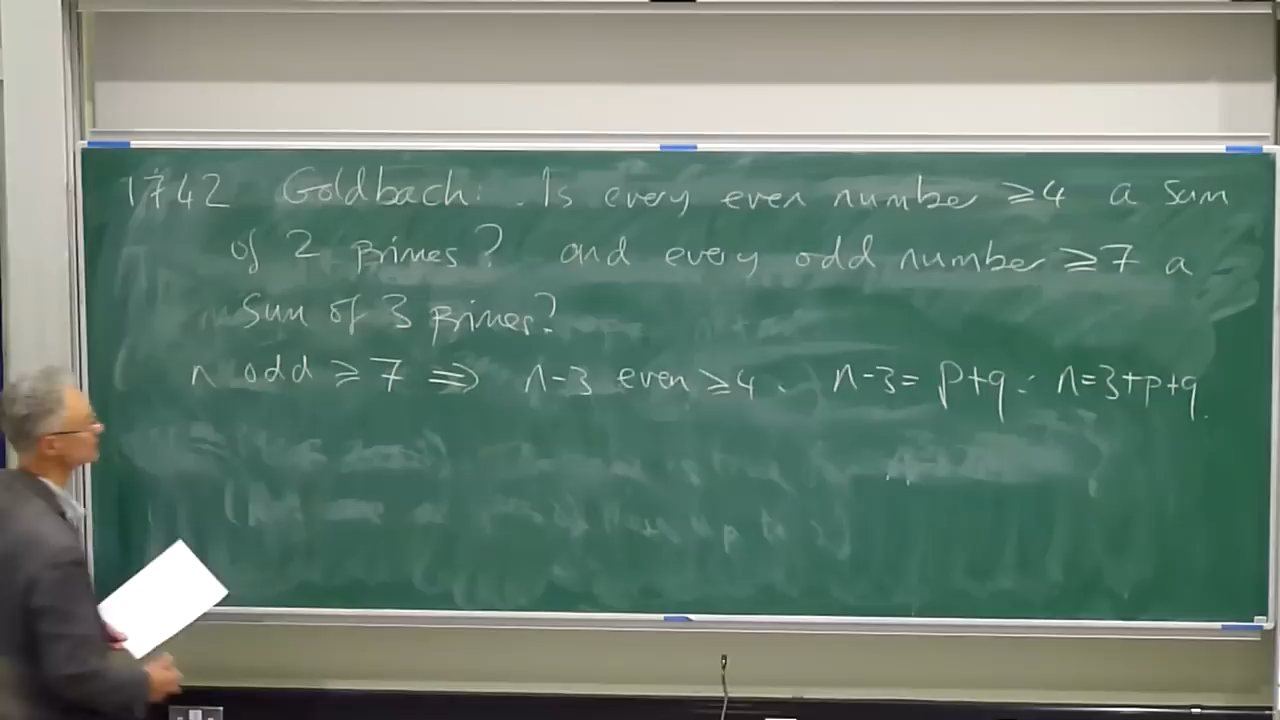 1742 Goldbach: Is every even number ≥4 a sum
of 2 primes? and every odd number ≥7 a
sum of 3 primes?
n odd ≥7 ⇒ n-3 even ≥4. n-3=p+q ∴ n=3+p+q.